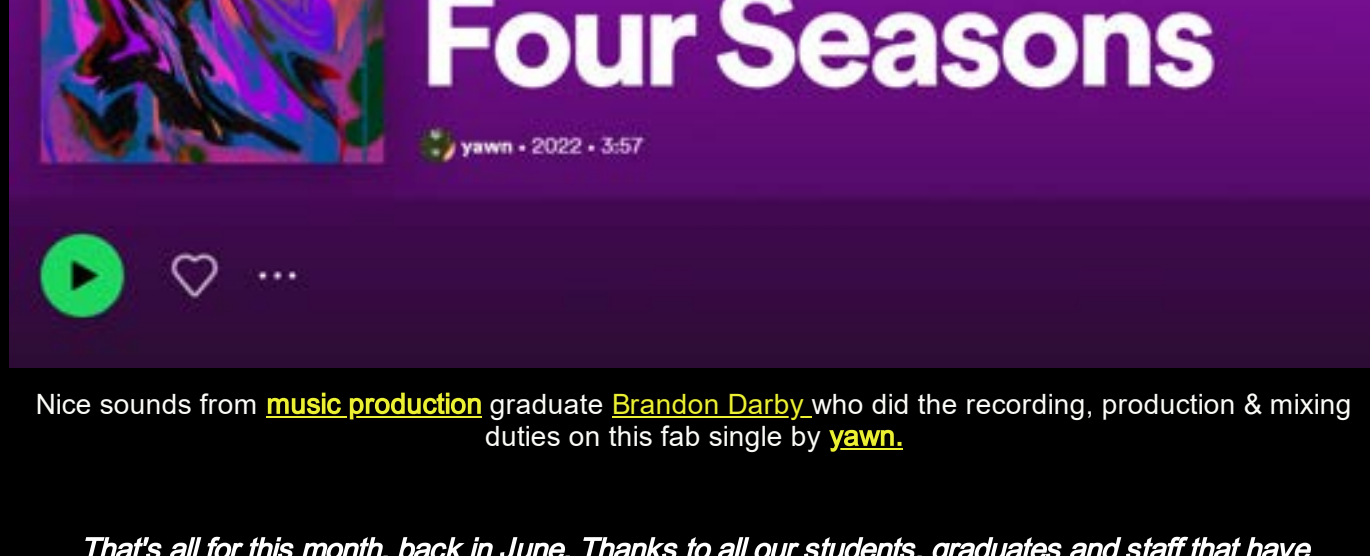 Four Seasons
yawn • 2022 • 3:57
Nice sounds from music production graduate Brandon Darby who did the recording, production & mixing
duties on this fab single by yawn.
That's all for this month, back in June. Thanks to all our students, graduates and staff that have